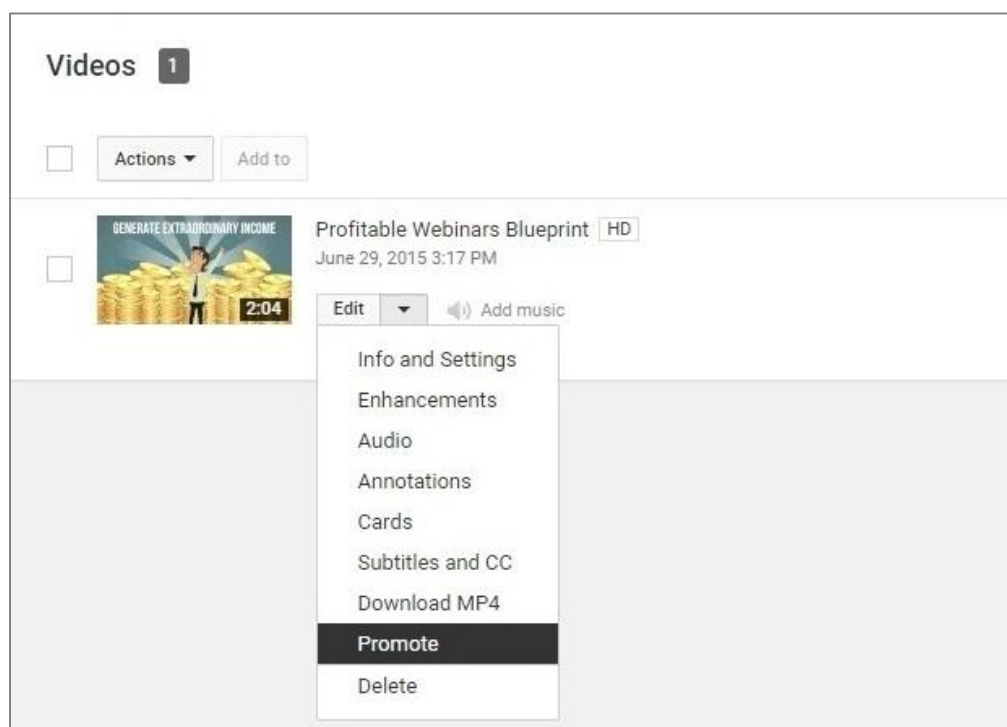 Videos 1
Actions Add to
GENERATE EXTRAORDINARY INCOME
2:04
Profitable Webinars Blueprint HD
June 29, 2015 3:17 PM
Edit Add music
Info and Settings
Enhancements
Audio
Annotations
Cards
Subtitles and CC
Download MP4
Promote
Delete